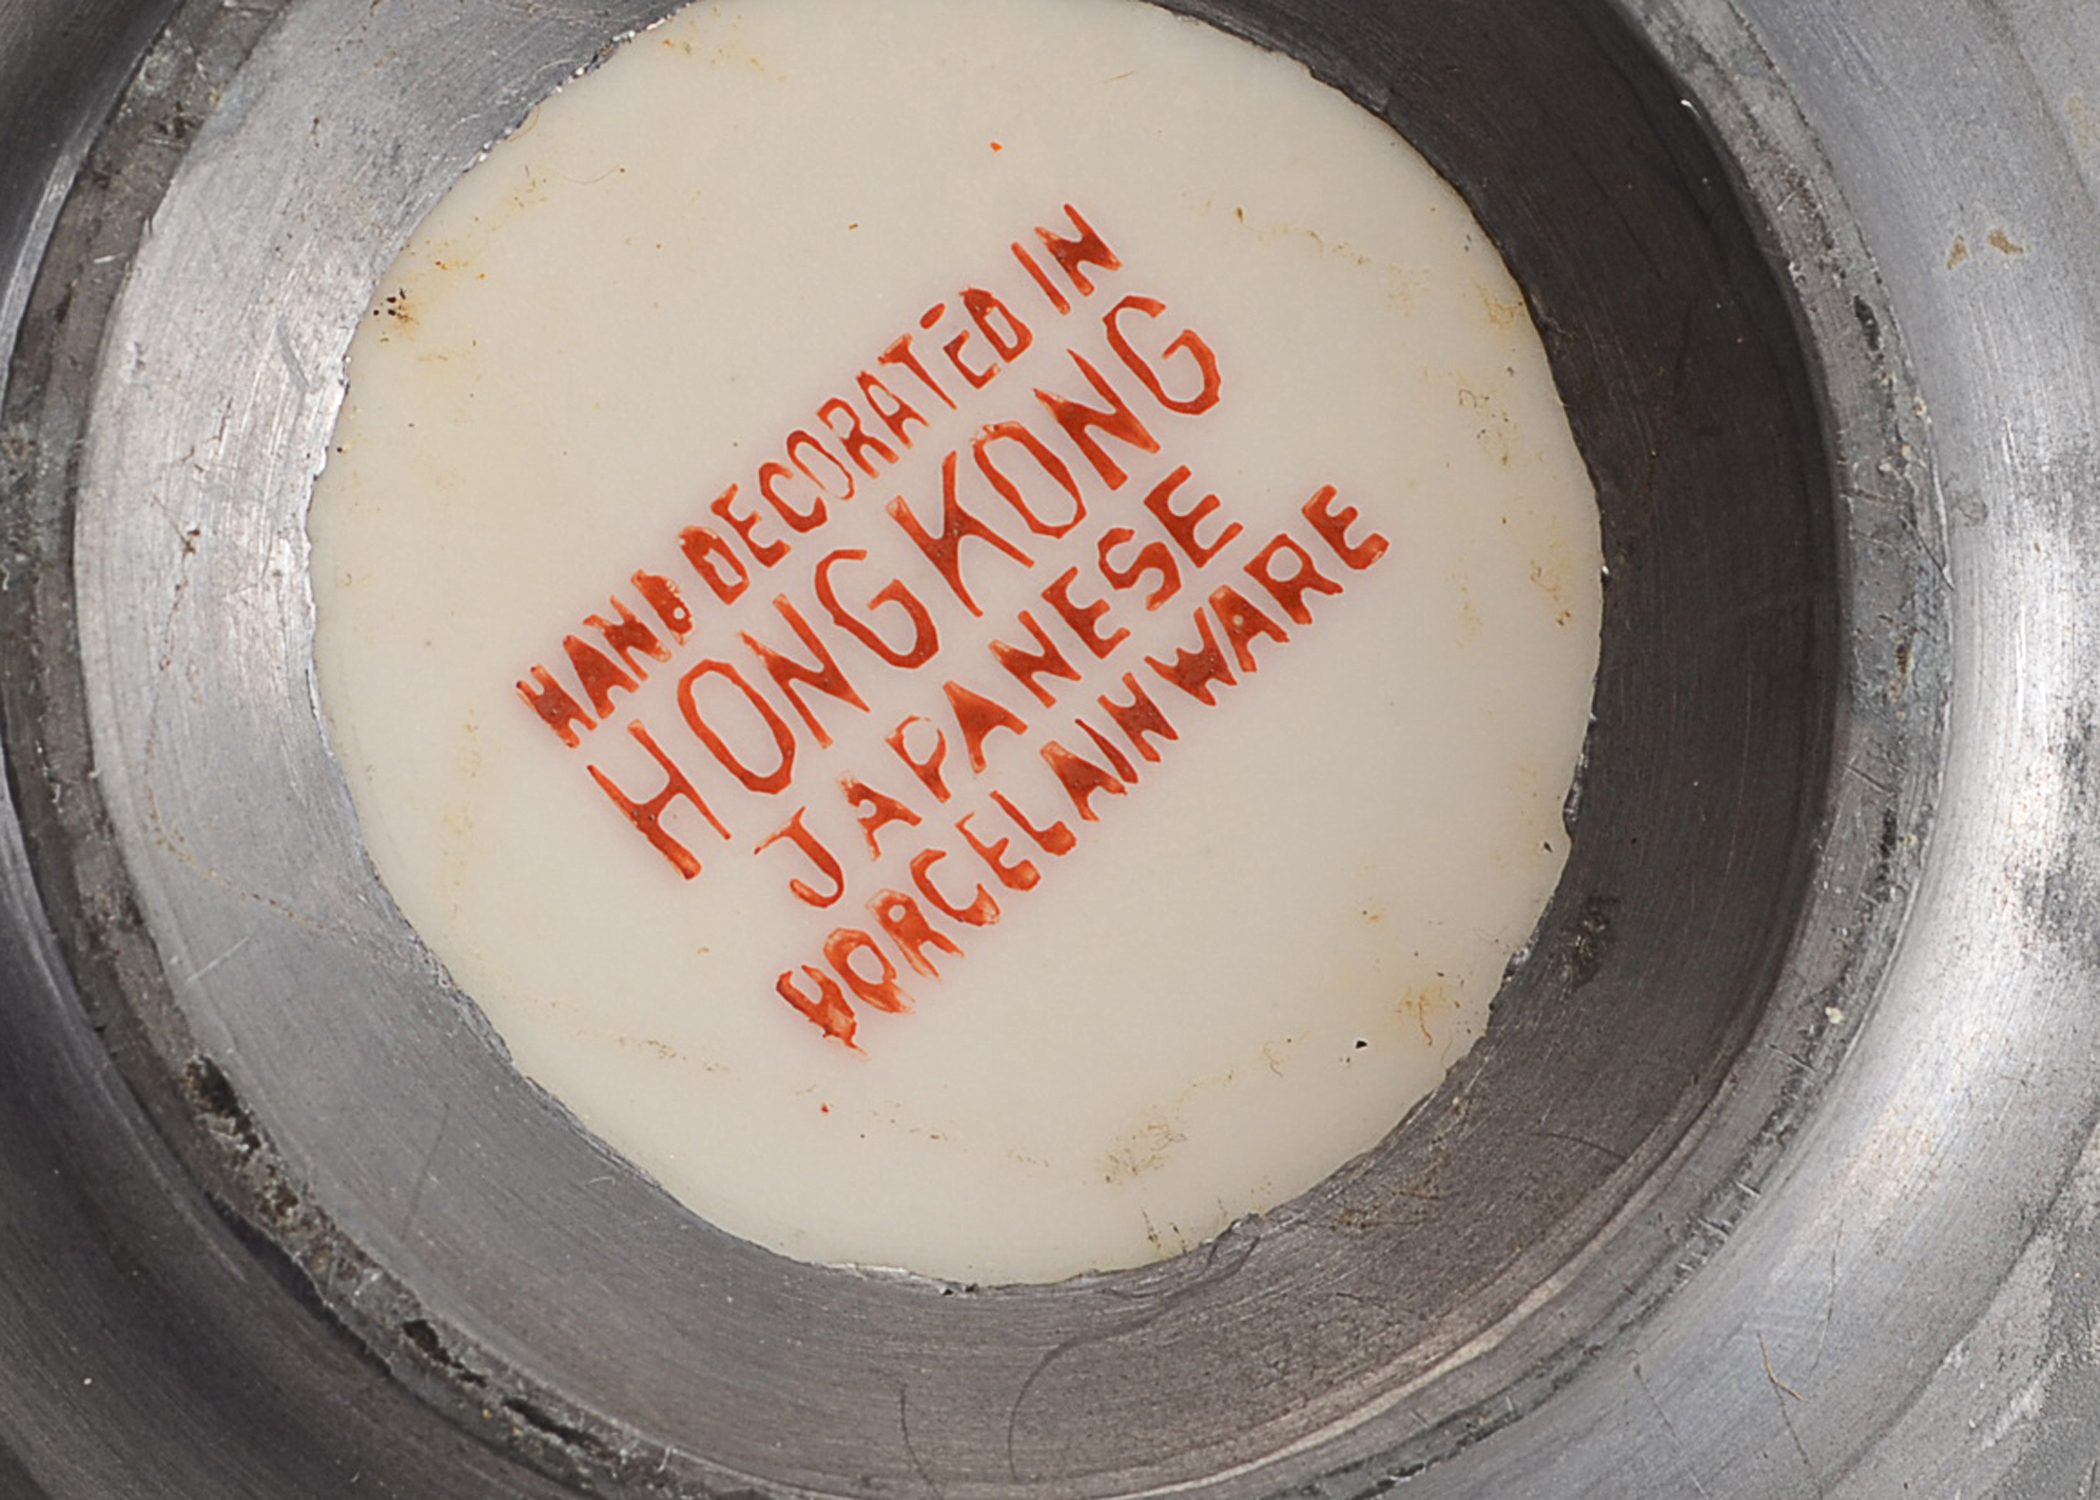 HAND DECORATED IN
HONG KONG
JAPANESE
PORCELAIN WARE